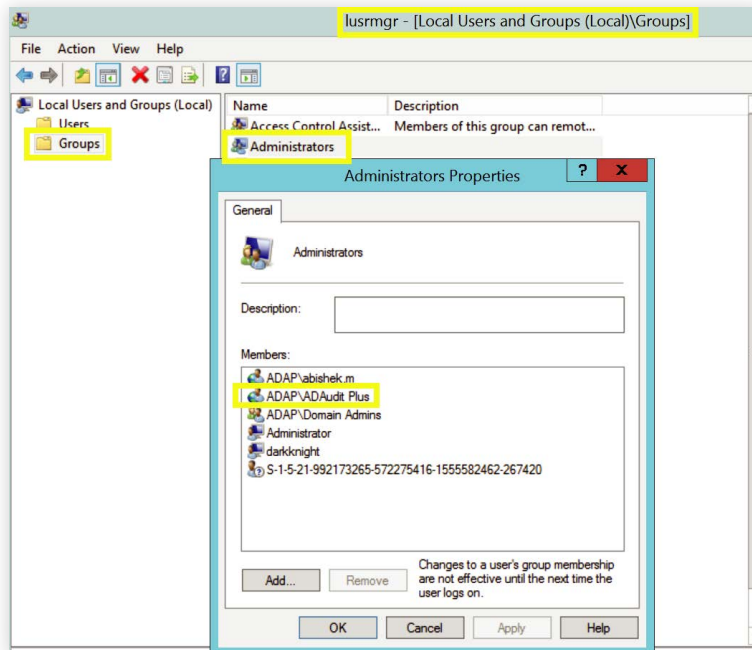 lusrmgr - [Local Users and Groups (Local)\Groups]
File Action View Help
Local Users and Groups (Local)
Users
Groups
Name Description
Access Control Assist... Members of this group can remot...
Administrators
Administrators Properties
? x
General
Administrators
Description:
Members:
ADAP\abishek.m
ADAP\ADAudit Plus
ADAP\Domain Admins
Administrator
darkknight
S-1-5-21-992173265-572275416-1555582462-267420
Add... Remove
Changes to a user's group membership
are not effective until the next time the
user logs on.
OK Cancel Apply Help